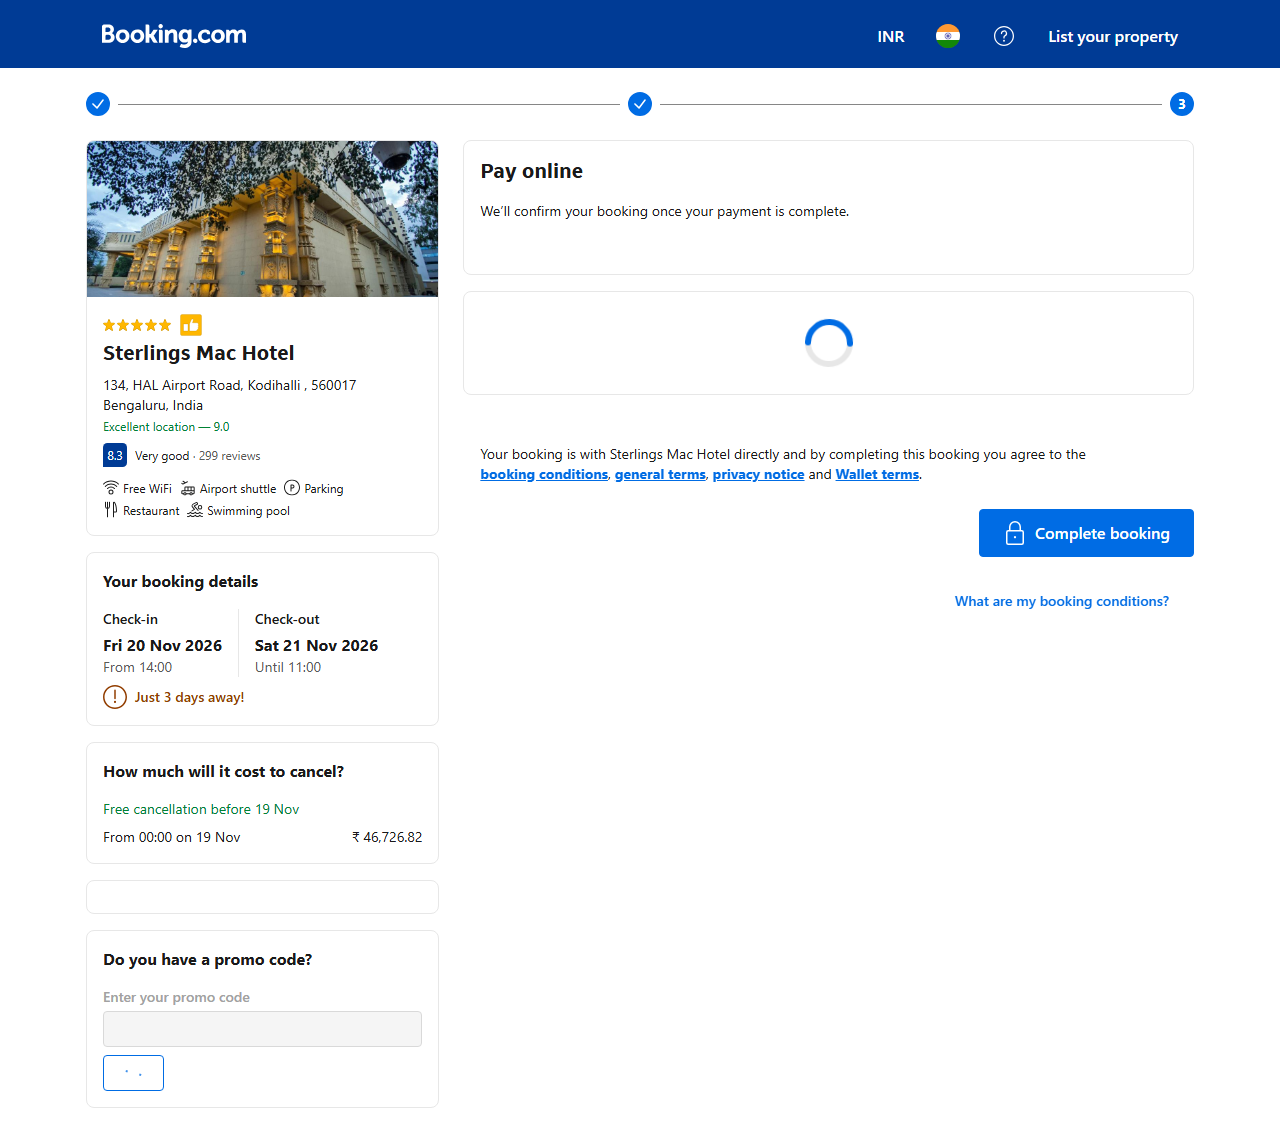 Booking.com
INR
List your property
3
Sterlings Mac Hotel
134, HAL Airport Road, Kodihalli , 560017
Bengaluru, India
Excellent location — 9.0
8.3 Very good · 299 reviews
Free WiFi Airport shuttle P Parking
Restaurant Swimming pool
Your booking details
Check-in
Fri 20 Nov 2026
From 14:00
Check-out
Sat 21 Nov 2026
Until 11:00
Just 3 days away!
How much will it cost to cancel?
Free cancellation before 19 Nov
From 00:00 on 19 Nov ₹ 46,726.82
Do you have a promo code?
Enter your promo code
Pay online
We’ll confirm your booking once your payment is complete.
Your booking is with Sterlings Mac Hotel directly and by completing this booking you agree to the
booking conditions, general terms, privacy notice and Wallet terms.
Complete booking
What are my booking conditions?